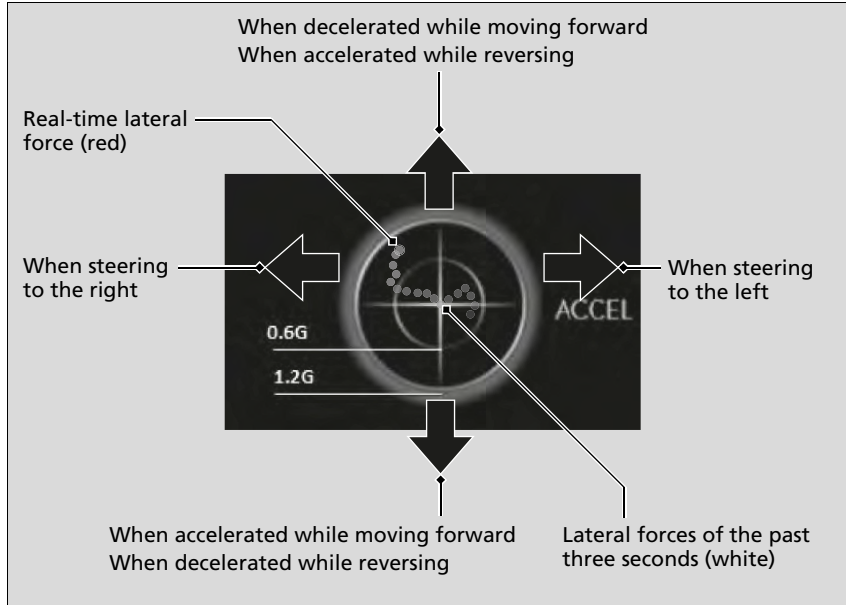 When decelerated while moving forward
When accelerated while reversing
Real-time lateral
force (red)
When steering
to the right
When steering
to the left
ACCEL
0.6G
1.2G
When accelerated while moving forward
When decelerated while reversing
Lateral forces of the past
three seconds (white)